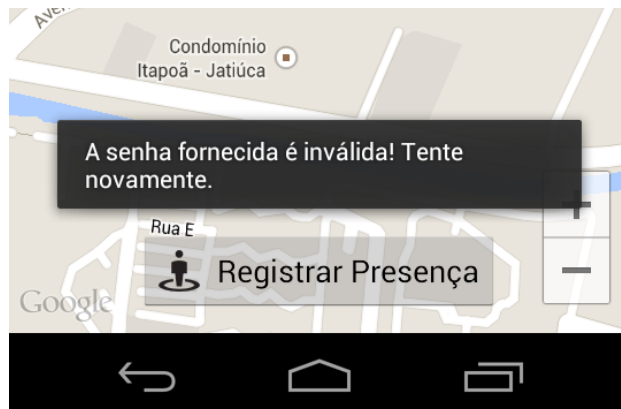 Condomínio
Itapoã - Jatiúca
A senha fornecida é inválida! Tente
novamente.
Rua E
Registrar Presença
+
−
Google